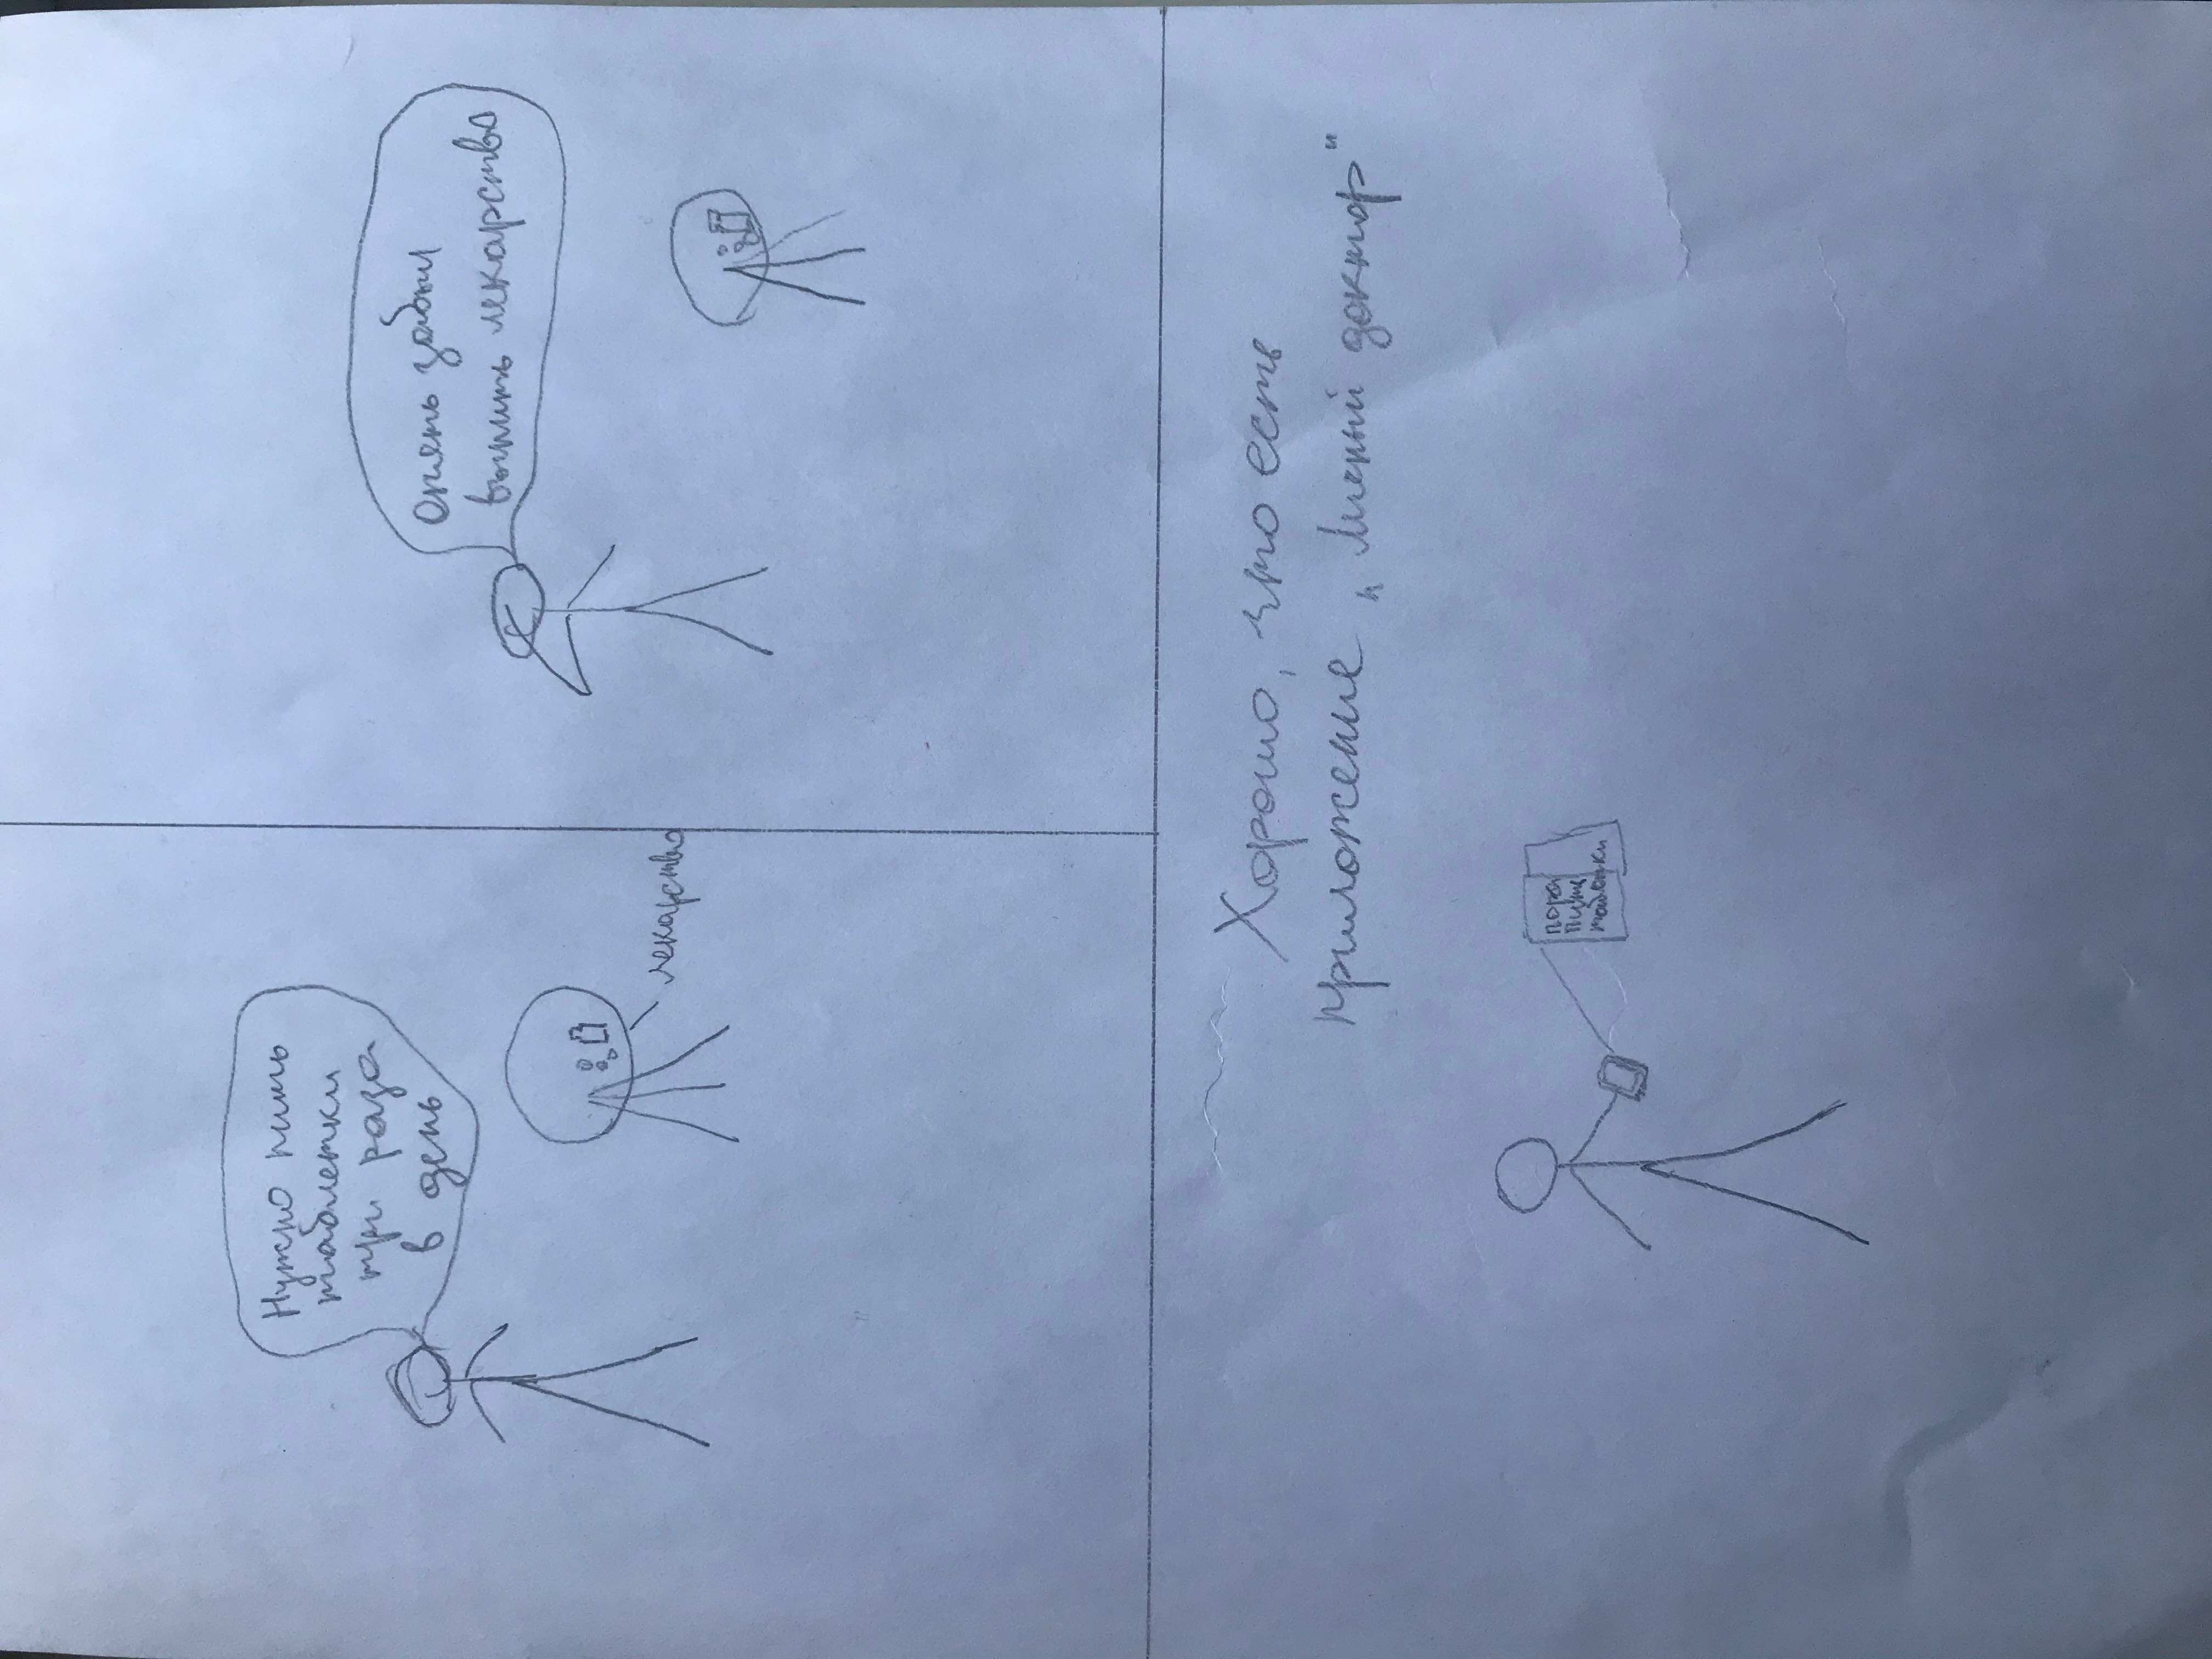 Нужно пить
таблетки
три раза
в день
лекарство
Опять забыл
выпить лекарство
Хорошо, что есть
приложение „Личный доктор"
пора
пить
таблетки